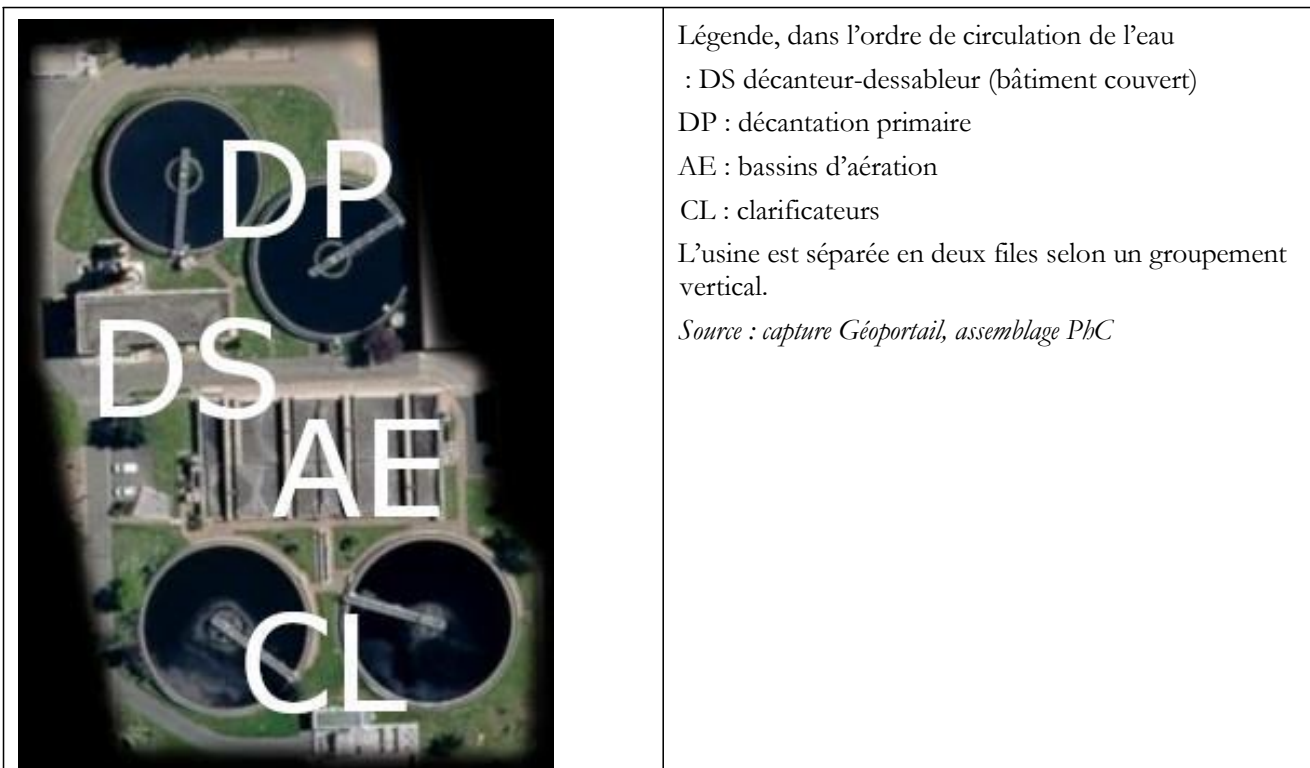 DP
DS
AE
CL
Légende, dans l’ordre de circulation de l’eau
: DS décanteur-dessableur (bâtiment couvert)
DP : décantation primaire
AE : bassins d’aération
CL : clarificateurs
L’usine est séparée en deux files selon un groupement
vertical.
Source : capture Géoportail, assemblage PhC